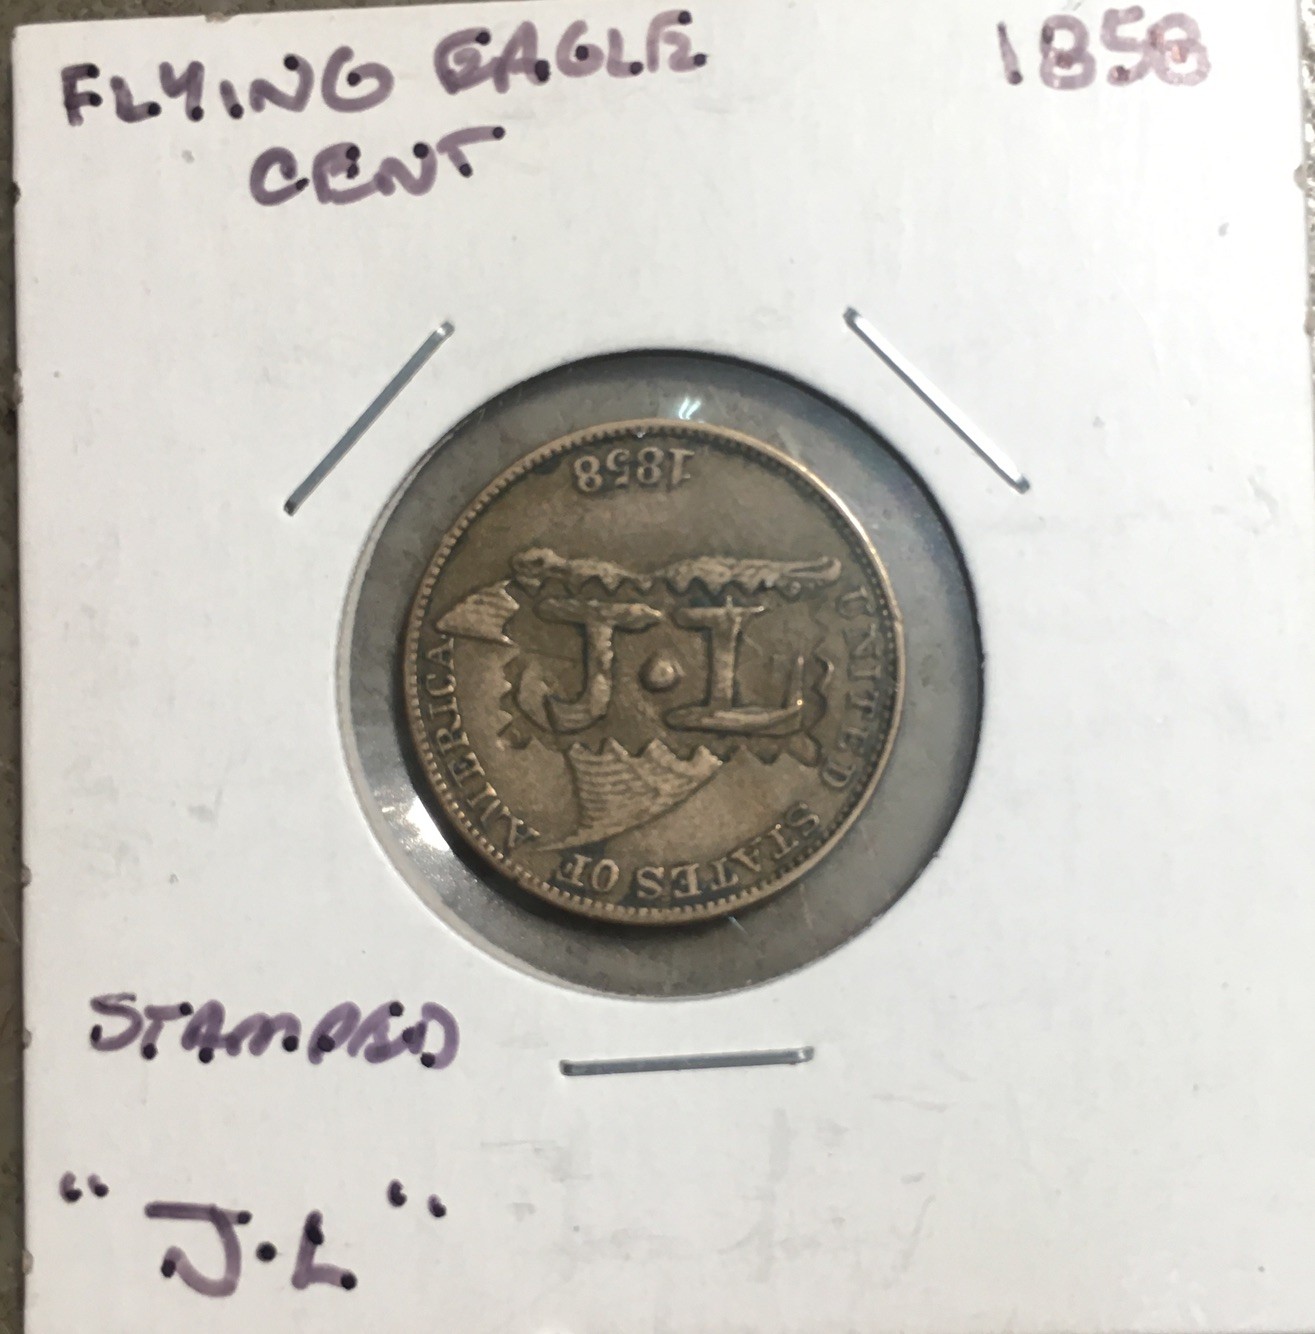 FLYING EAGLE 1858
CENT
1858
J·L
UNITED STATES OF AMERICA
STAMPED
"J·L"